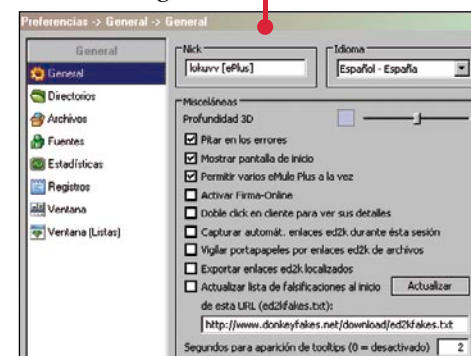 Preferencias -> General -> General
General
General
Directorios
Archivos
Fuentes
Estadísticas
Registros
Ventana
Ventana (Listas)
Nick
lokuvv [ePlus]
Idioma
Español - España
Misceláneas
Profundidad 3D
Pitar en los errores
Mostrar pantalla de inicio
Permitir varios eMule Plus a la vez
Activar Firma-Online
Doble click en cliente para ver sus detalles
Capturar automát. enlaces ed2k durante ésta sesión
Vigilar portapapeles por enlaces ed2k de archivos
Exportar enlaces ed2k localizados
Actualizar lista de falsificaciones al inicio Actualizar
de esta URL (ed2kfakes.txt):
http://www.donkeyfakes.net/download/ed2kfakes.txt
Segundos para aparición de tooltips (0 = desactivado) 2